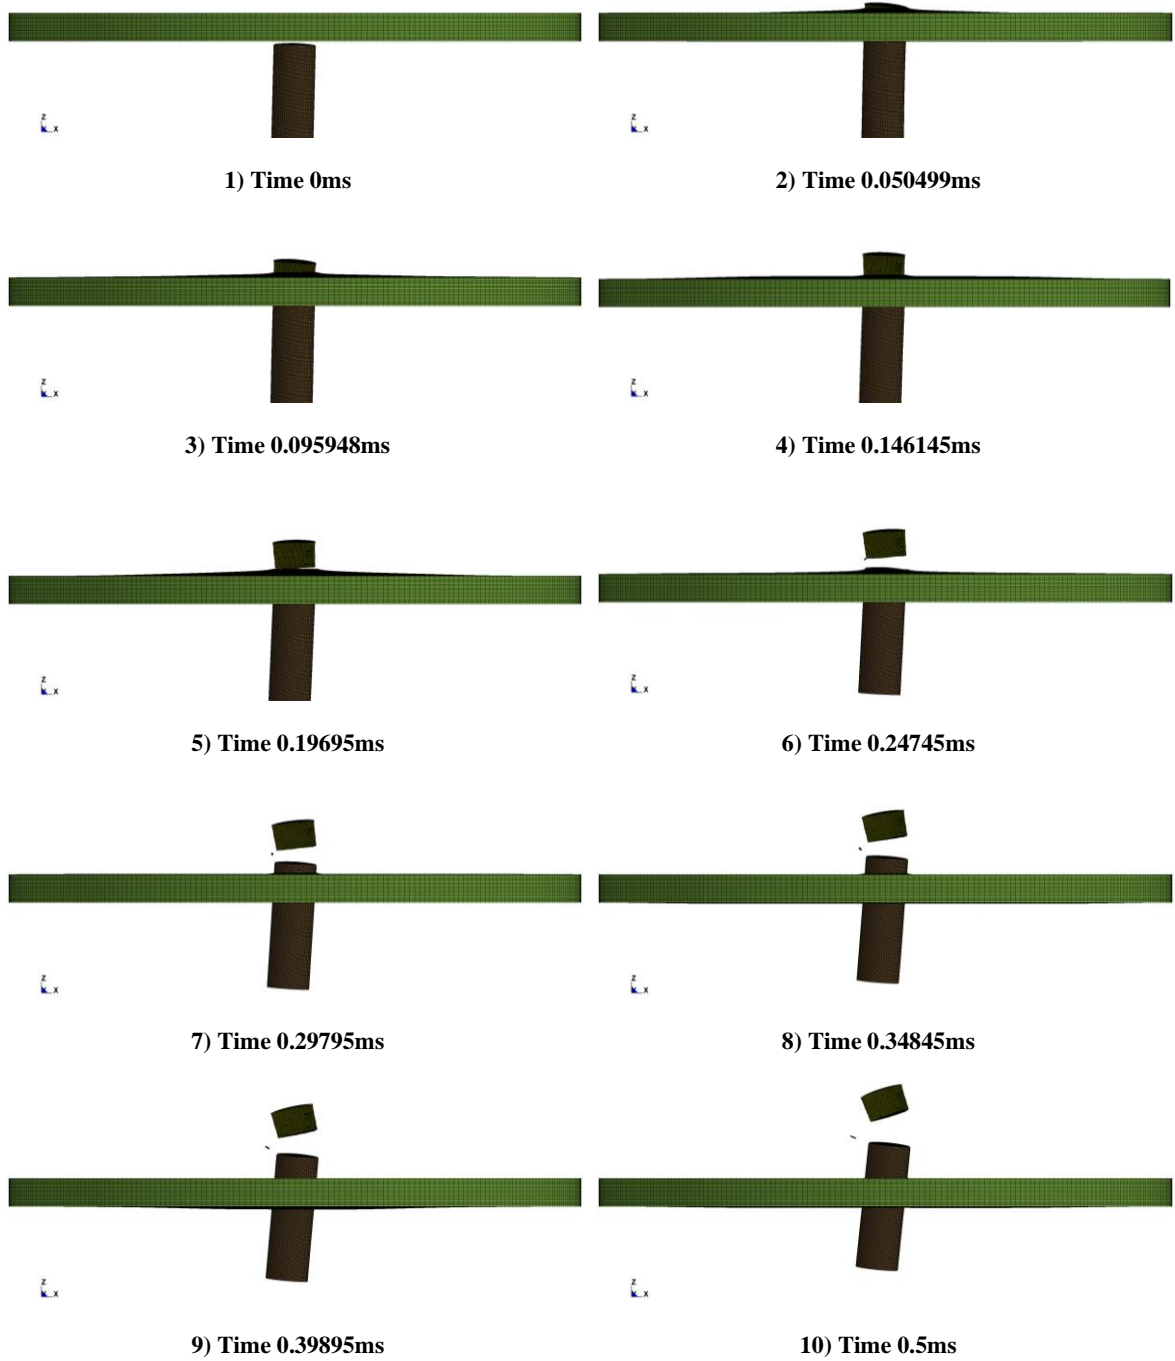 Z
X
Z
X
1) Time 0ms
2) Time 0.050499ms
Z
X
Z
X
3) Time 0.095948ms
4) Time 0.146145ms
Z
X
Z
X
5) Time 0.19695ms
6) Time 0.24745ms
Z
X
Z
X
7) Time 0.29795ms
8) Time 0.34845ms
Z
X
Z
X
9) Time 0.39895ms
10) Time 0.5ms